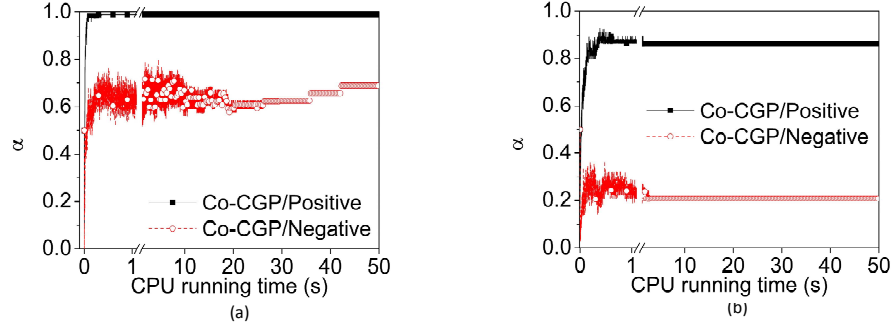 1.0
0.8
0.6
0.4
0.2
0.0
α
0 1 10 20 30 40 50
CPU running time (s)
Co-CGP/Positive
Co-CGP/Negative
(a)
1.0
0.8
0.6
0.4
0.2
0.0
α
0 1 10 20 30 40 50
CPU running time (s)
Co-CGP/Positive
Co-CGP/Negative
(b)